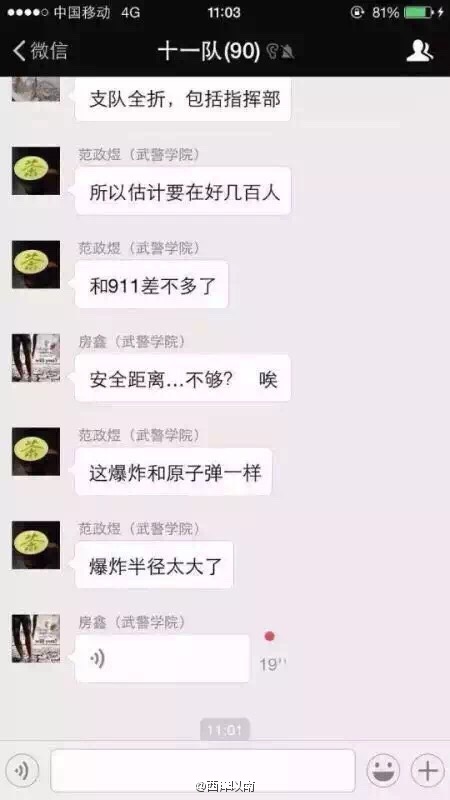 中国移动 4G 11:03 81%
微信 十一队(90)
支队全折，包括指挥部
范政煜（武警学院）
所以估计要在好几百人
范政煜（武警学院）
和911差不多了
房鑫（武警学院）
安全距离...不够？ 唉
范政煜（武警学院）
这爆炸和原子弹一样
范政煜（武警学院）
爆炸半径太大了
房鑫（武警学院）
19''
11:01